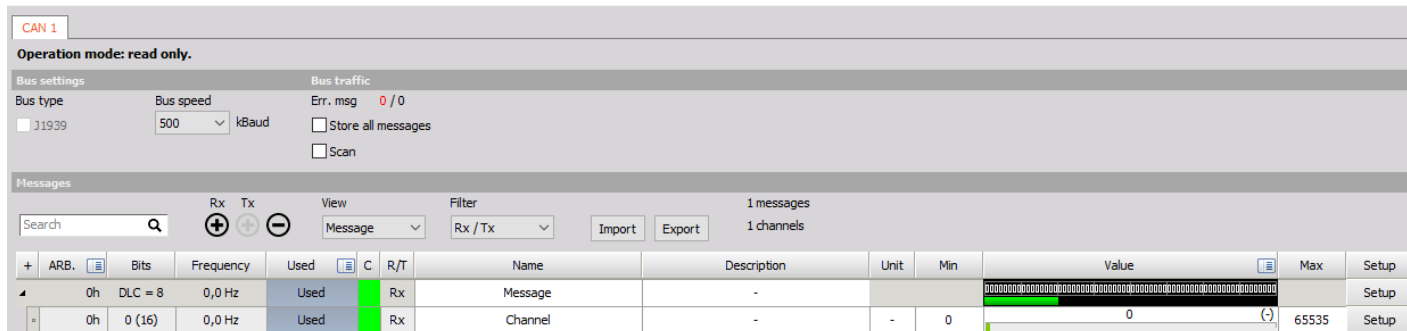 CAN 1
Operation mode: read only.
Bus settings Bus traffic
Bus type Bus speed Err. msg 0 / 0
J1939 500 kBaud Store all messages
Scan
Messages
Rx Tx View Filter 1 messages
Search Message Rx / Tx Import Export 1 channels
+ ARB. Bits Frequency Used C R/T Name Description Unit Min Value Max Setup
0h DLC = 8 0,0 Hz Used Rx Message - Setup
0h 0 (16) 0,0 Hz Used Rx Channel - - 0 0 (-) 65535 Setup